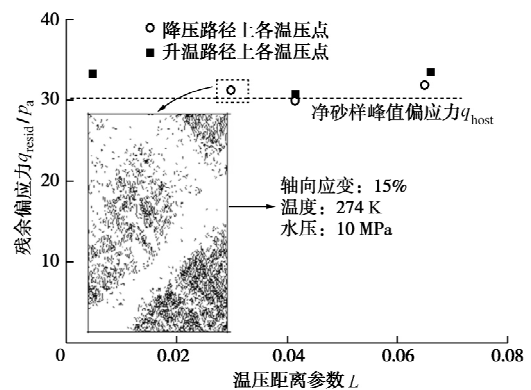 40
30
20
10
0
0.02
0.04
0.06
0.08
残余偏应力q_resid/p_a
温压距离参数L
降压路径上各温压点
升温路径上各温压点
净砂样峰值偏应力q_host
轴向应变：15%
温度：274 K
水压：10 MPa